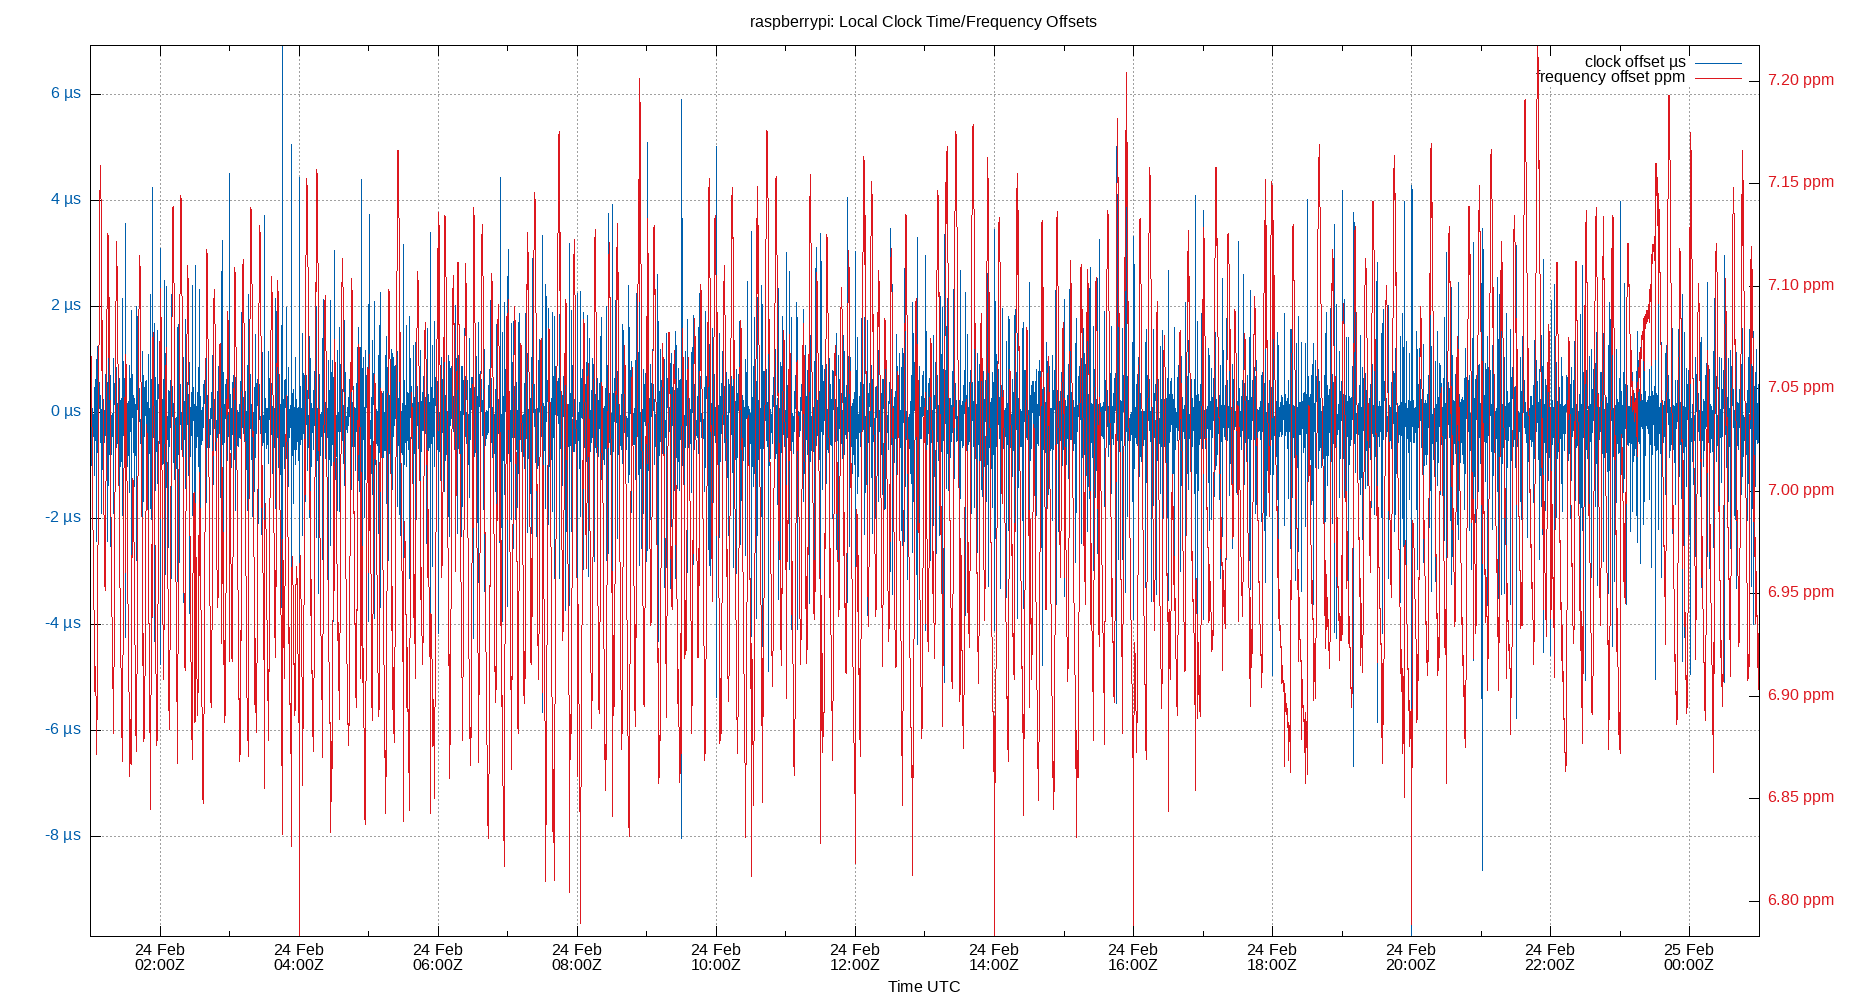 raspberrypi: Local Clock Time/Frequency Offsets
clock offset µs
frequency offset ppm
6 µs
4 µs
2 µs
0 µs
-2 µs
-4 µs
-6 µs
-8 µs
7.20 ppm
7.15 ppm
7.10 ppm
7.05 ppm
7.00 ppm
6.95 ppm
6.90 ppm
6.85 ppm
6.80 ppm
24 Feb
02:00Z
24 Feb
04:00Z
24 Feb
06:00Z
24 Feb
08:00Z
24 Feb
10:00Z
24 Feb
12:00Z
24 Feb
14:00Z
24 Feb
16:00Z
24 Feb
18:00Z
24 Feb
20:00Z
24 Feb
22:00Z
25 Feb
00:00Z
Time UTC